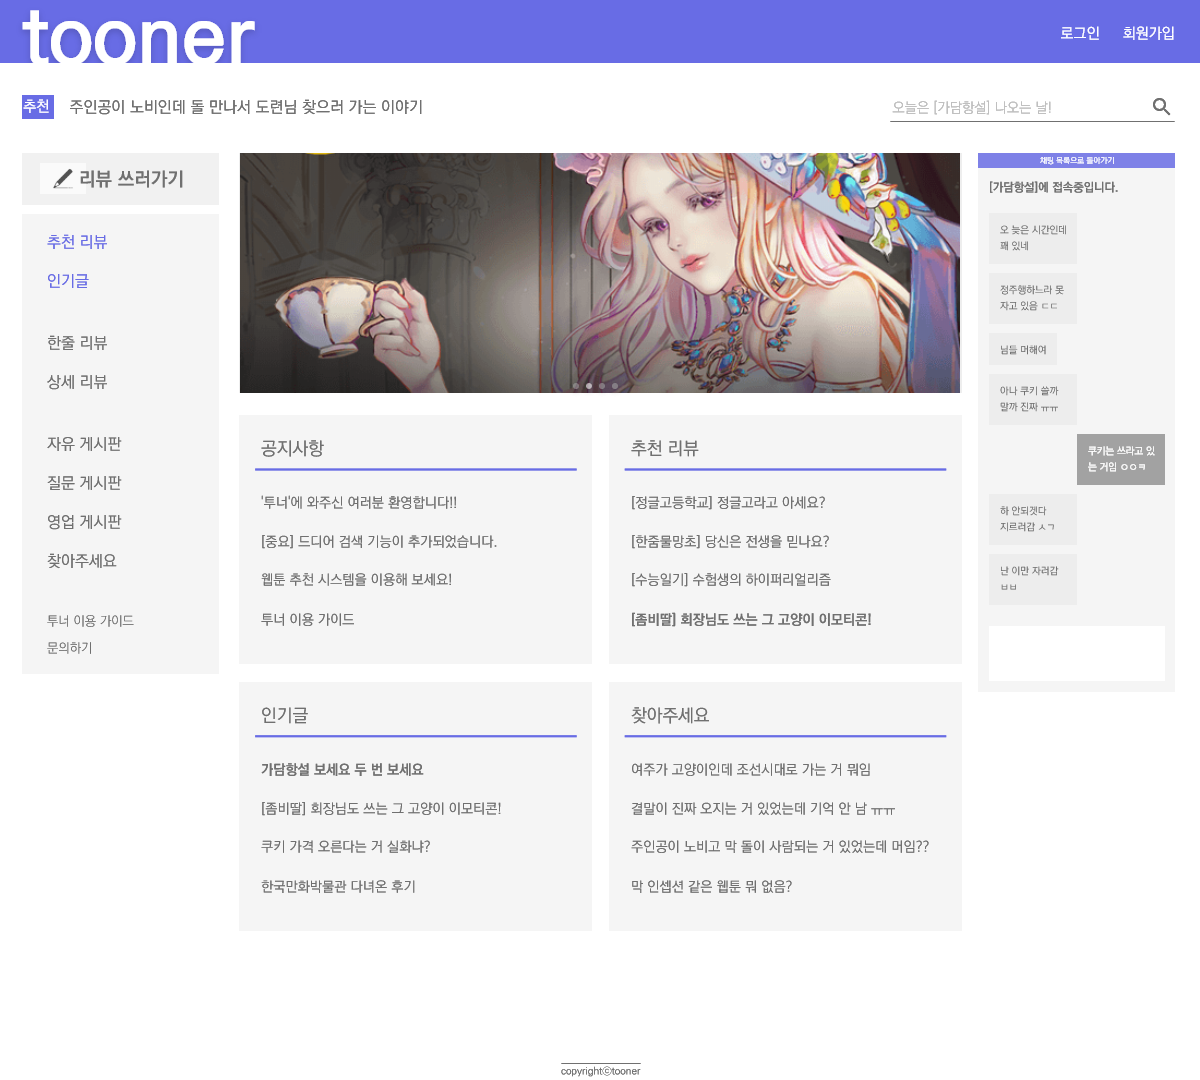 tooner
로그인 회원가입
추천 주인공이 노비인데 돌 만나서 도련님 찾으러 가는 이야기
오늘은 [가담항설] 나오는 날!
리뷰 쓰러가기
추천 리뷰
인기글
한줄 리뷰
상세 리뷰
자유 게시판
질문 게시판
영업 게시판
찾아주세요
투너 이용 가이드
문의하기
공지사항
'투너'에 와주신 여러분 환영합니다!!
[중요] 드디어 검색 기능이 추가되었습니다.
웹툰 추천 시스템을 이용해 보세요!
투너 이용 가이드
추천 리뷰
[정글고등학교] 정글고라고 아세요?
[한줌물망초] 당신은 전생을 믿나요?
[수능일기] 수험생의 하이퍼리얼리즘
[좀비딸] 회장님도 쓰는 그 고양이 이모티콘!
인기글
가담항설 보세요 두 번 보세요
[좀비딸] 회장님도 쓰는 그 고양이 이모티콘!
쿠키 가격 오른다는 거 실화냐?
한국만화박물관 다녀온 후기
찾아주세요
여주가 고양이인데 조선시대로 가는 거 뭐임
결말이 진짜 오지는 거 있었는데 기억 안 남 ㅠㅠ
주인공이 노비고 막 돌이 사람되는 거 있었는데 머임??
막 인셉션 같은 웹툰 뭐 없음?
채팅 목록으로 돌아가기
[가담항설]에 접속중입니다.
오 늦은 시간인데
꽤 있네
정주행하느라 못
자고 있음 ㄷㄷ
님들 머해여
아나 쿠키 쓸까
말까 진짜 ㅠㅠ
쿠키는 쓰라고 있
는 거임 ㅇㅇㅋ
하 안되겟다
지르려감 ㅅㄱ
난 이만 자려감
ㅂㅂ
copyrightⓒtooner